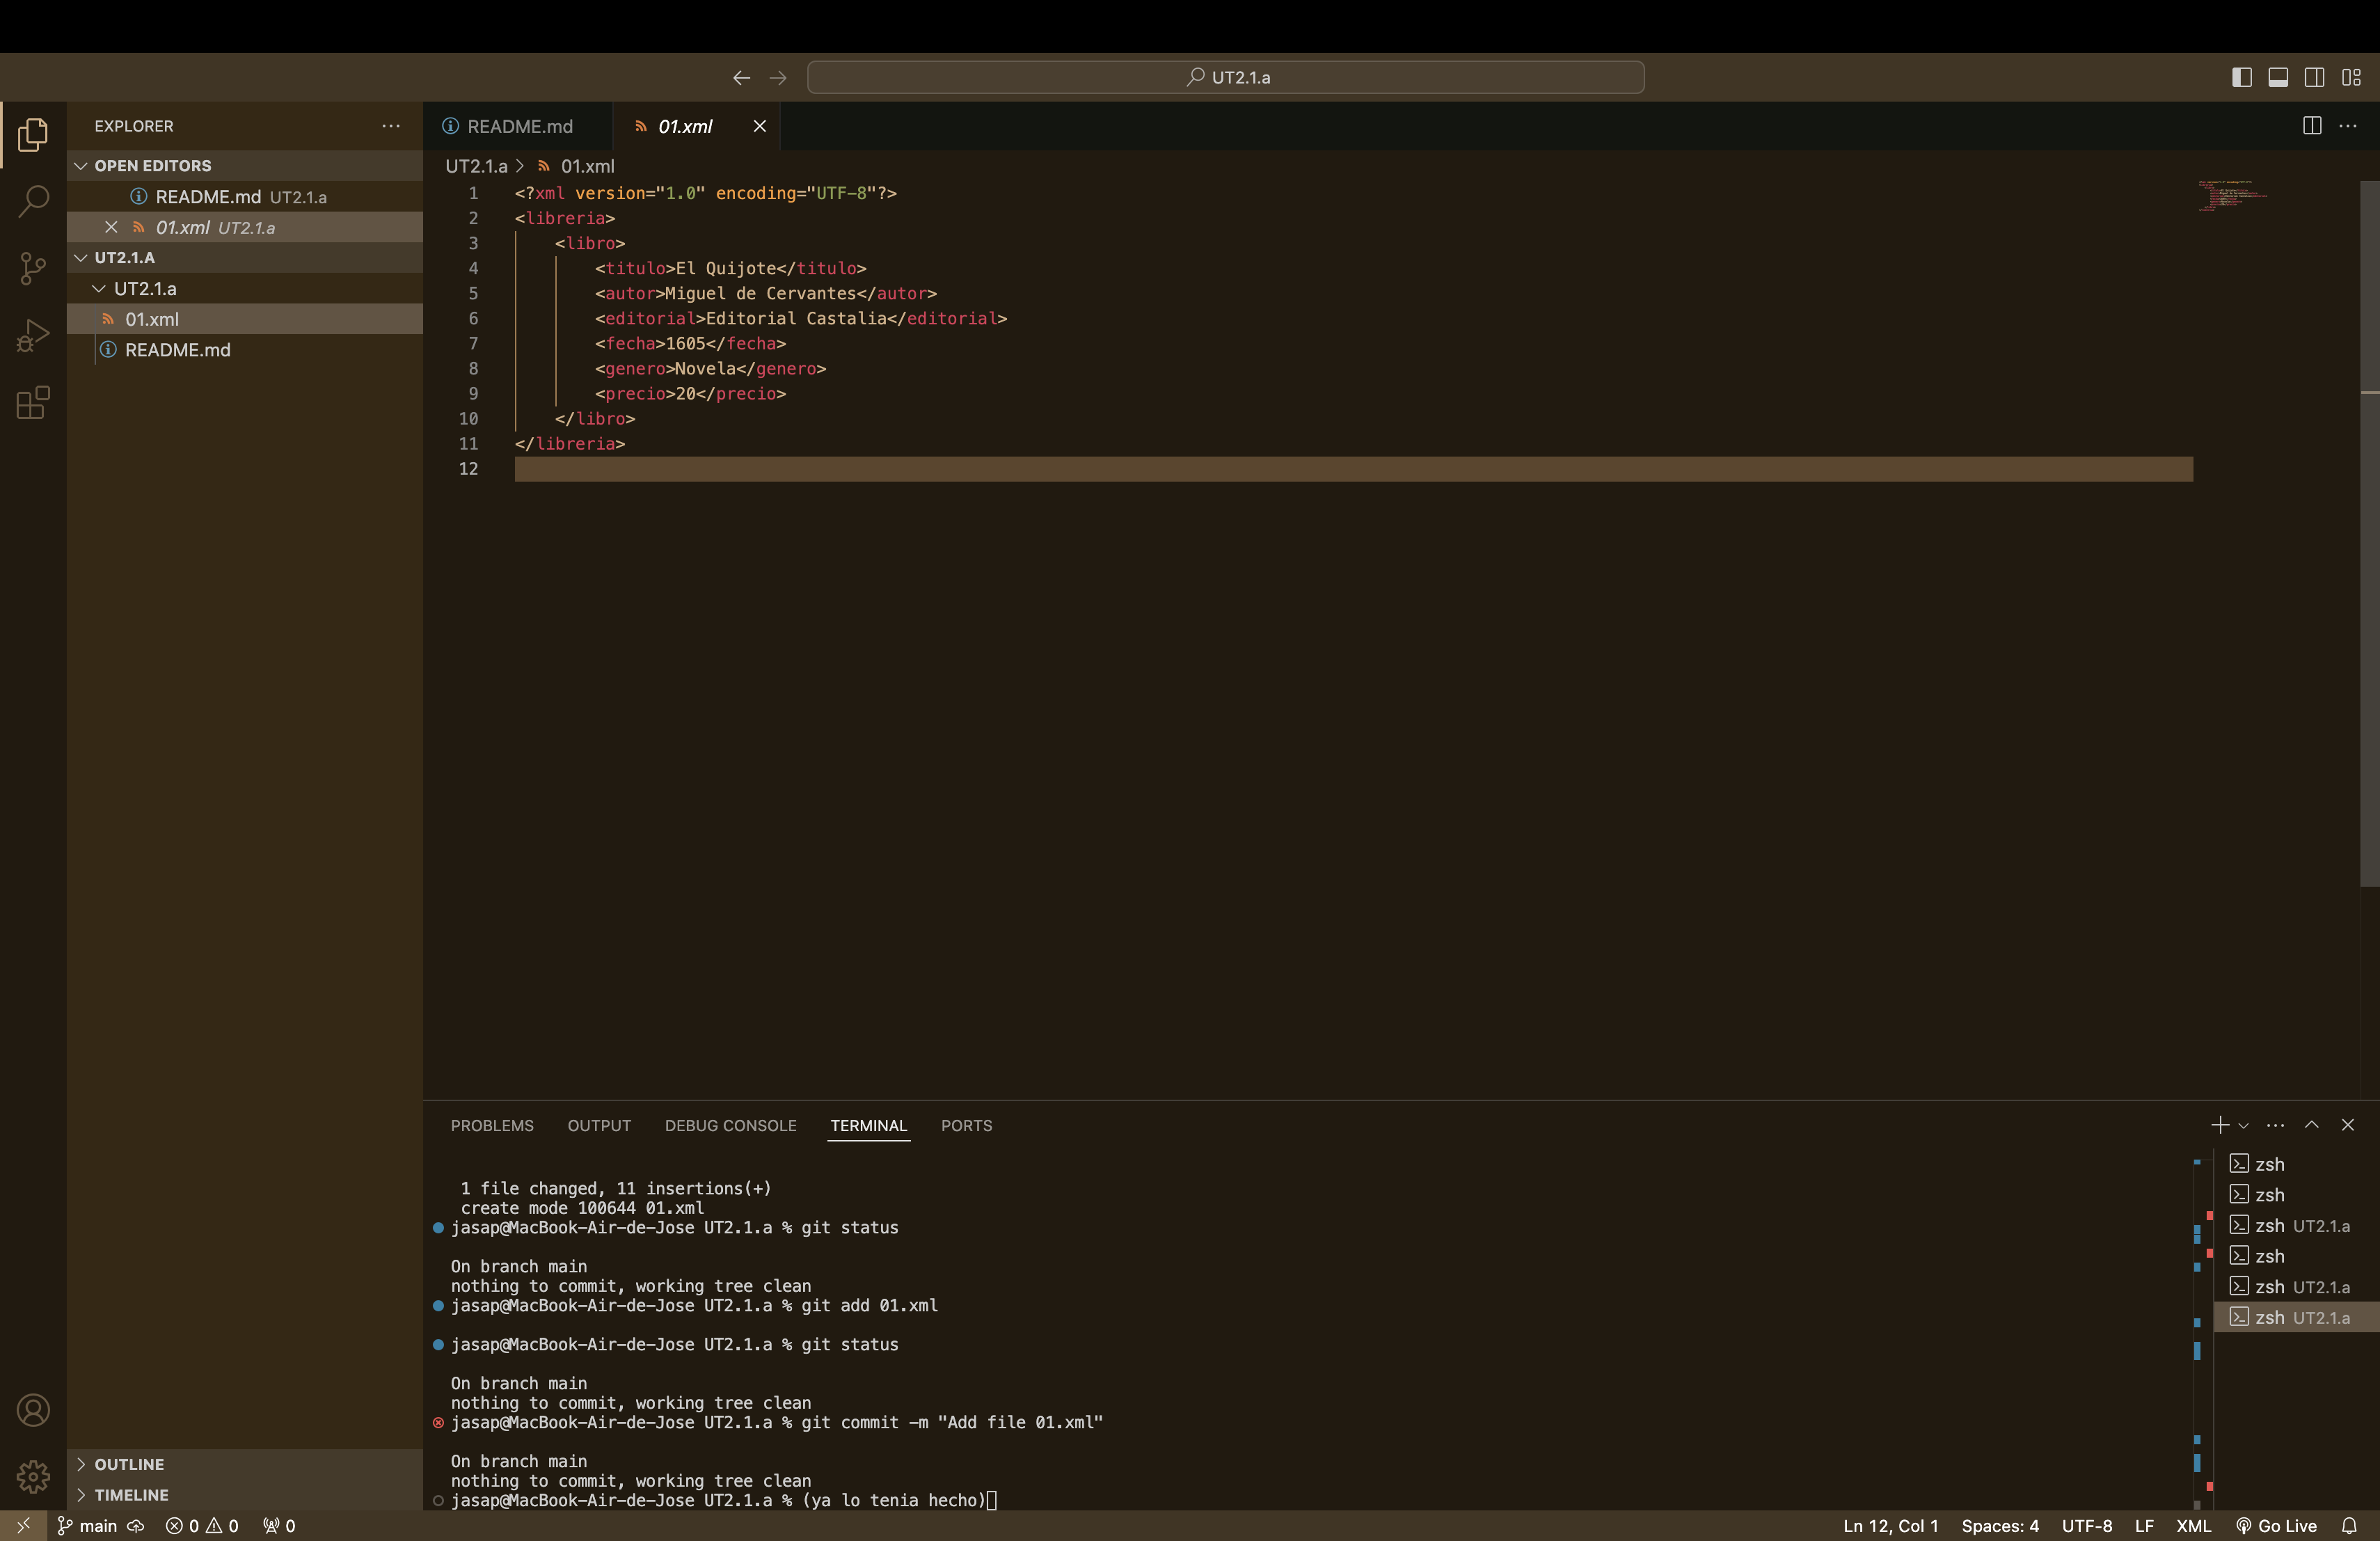 UT2.1.a
EXPLORER
OPEN EDITORS
README.md UT2.1.a
01.xml UT2.1.a
UT2.1.A
UT2.1.a
01.xml
README.md
OUTLINE
TIMELINE
README.md
01.xml
UT2.1.a > 01.xml
1 <?xml version="1.0" encoding="UTF-8"?>
2 <libreria>
3 <libro>
4 <titulo>El Quijote</titulo>
5 <autor>Miguel de Cervantes</autor>
6 <editorial>Editorial Castalia</editorial>
7 <fecha>1605</fecha>
8 <genero>Novela</genero>
9 <precio>20</precio>
10 </libro>
11 </libreria>
12
PROBLEMS OUTPUT DEBUG CONSOLE TERMINAL PORTS
1 file changed, 11 insertions(+)
create mode 100644 01.xml
jasap@MacBook-Air-de-Jose UT2.1.a % git status
On branch main
nothing to commit, working tree clean
jasap@MacBook-Air-de-Jose UT2.1.a % git add 01.xml
jasap@MacBook-Air-de-Jose UT2.1.a % git status
On branch main
nothing to commit, working tree clean
jasap@MacBook-Air-de-Jose UT2.1.a % git commit -m "Add file 01.xml"
On branch main
nothing to commit, working tree clean
jasap@MacBook-Air-de-Jose UT2.1.a % (ya lo tenia hecho)
zsh
zsh
zsh UT2.1.a
zsh
zsh UT2.1.a
zsh UT2.1.a
main 0 0 0 Ln 12, Col 1 Spaces: 4 UTF-8 LF XML Go Live